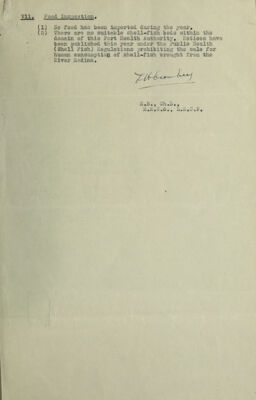 VII. Food Inspection.
(1) No food has been imported during the year.
(2) There are no suitable shell-fish beds within the
domain of this Port Health Authority. Notices have
been published this year under the Public Health
(Shell Fish) Regulations prohibiting the sale for
human consumption of shell-fish brought from the
River Medina.
M.B., Ch.B.,